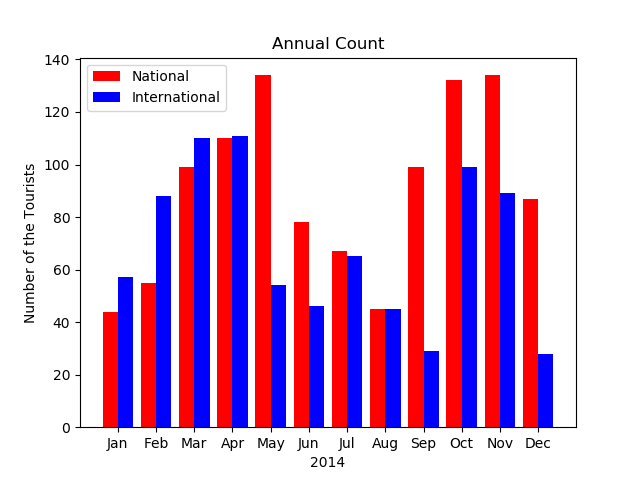 Annual Count
National
International
Number of the Tourists
140
120
100
80
60
40
20
0
Jan Feb Mar Apr May Jun Jul Aug Sep Oct Nov Dec
2014